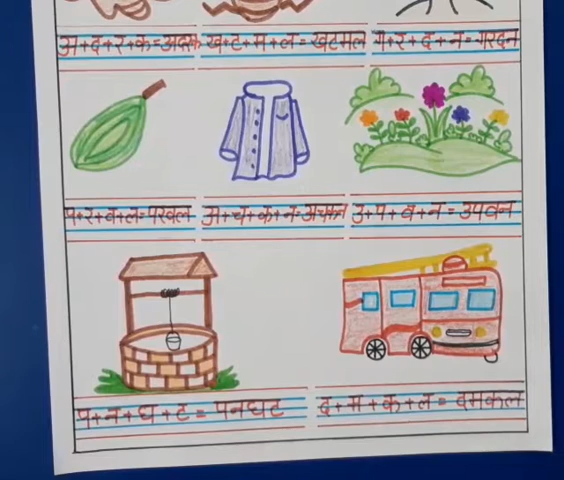 अ+द+र+क=अदरक ख+ट+म+ल=खटमल ग+र+द+न=गरदन
प+र+व+ल=परवल अ+च+क+न=अचकन उ+प+व+न=उपवन
प+न+घ+ट=पनघट द+म+क+ल=दमकल